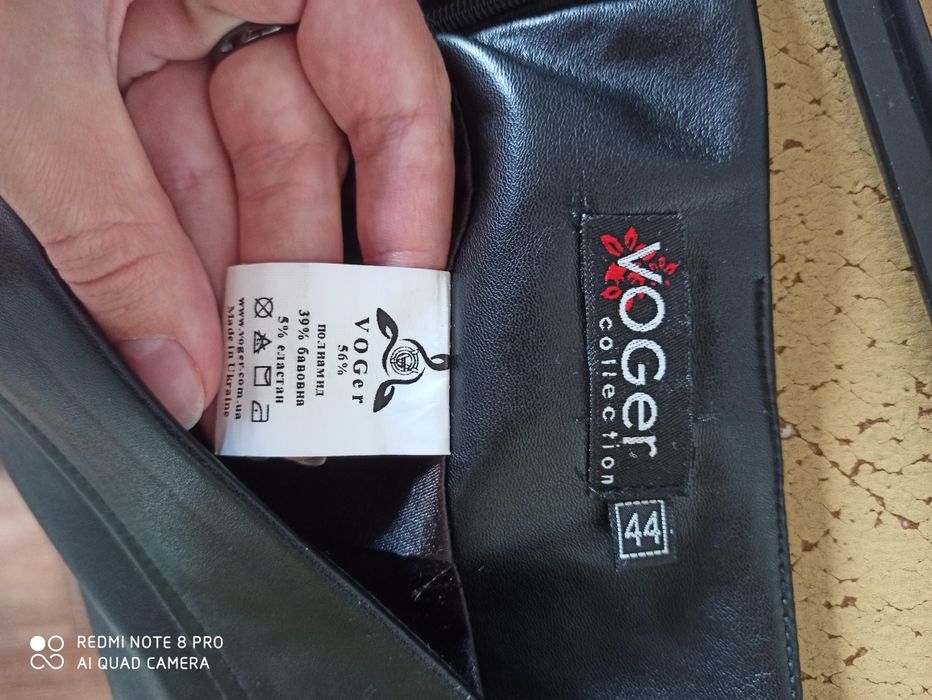 VOGer
56%
полиамид
39% бавовна
5% еластан
www.voger.com.ua
Made in Ukraine
VOGer
collection
44
REDMI NOTE 8 PRO
AI QUAD CAMERA